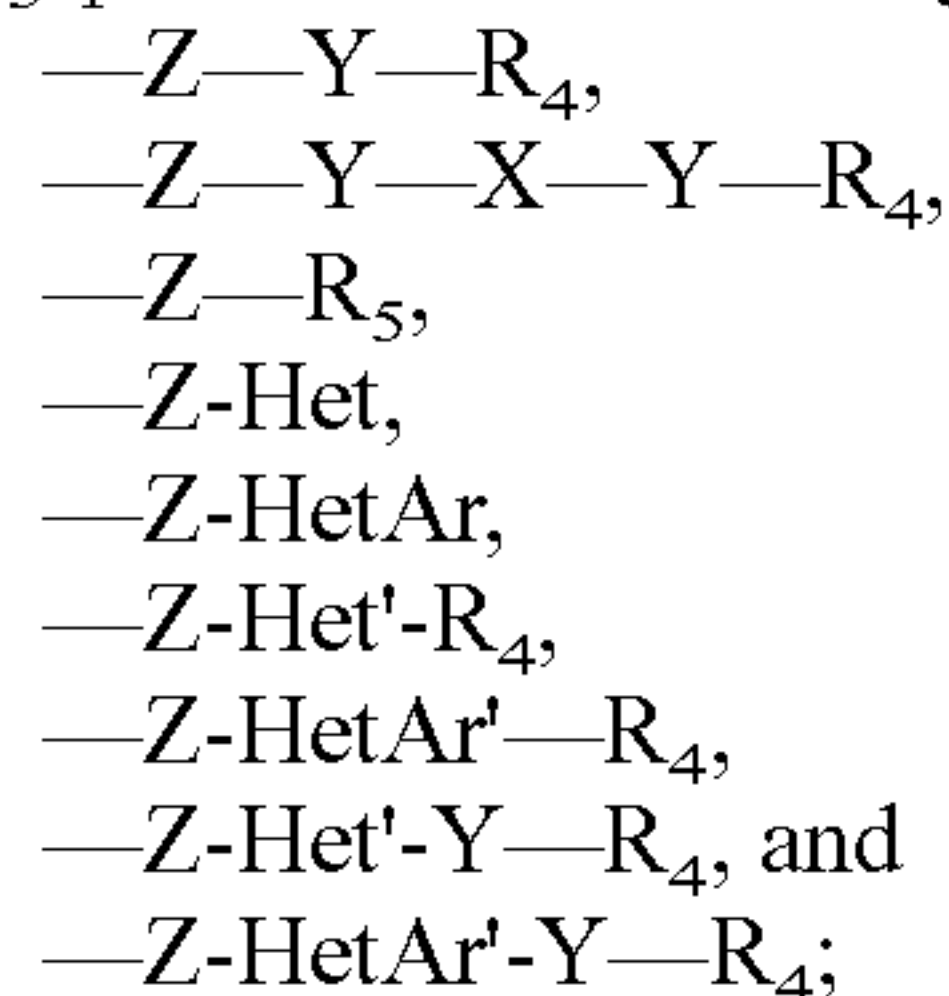 —Z—Y—R₄,
—Z—Y—X—Y—R₄,
—Z—R₅,
—Z-Het,
—Z-HetAr,
—Z-Het'-R₄,
—Z-HetAr'—R₄,
—Z-Het'-Y—R₄, and
—Z-HetAr'-Y—R₄;